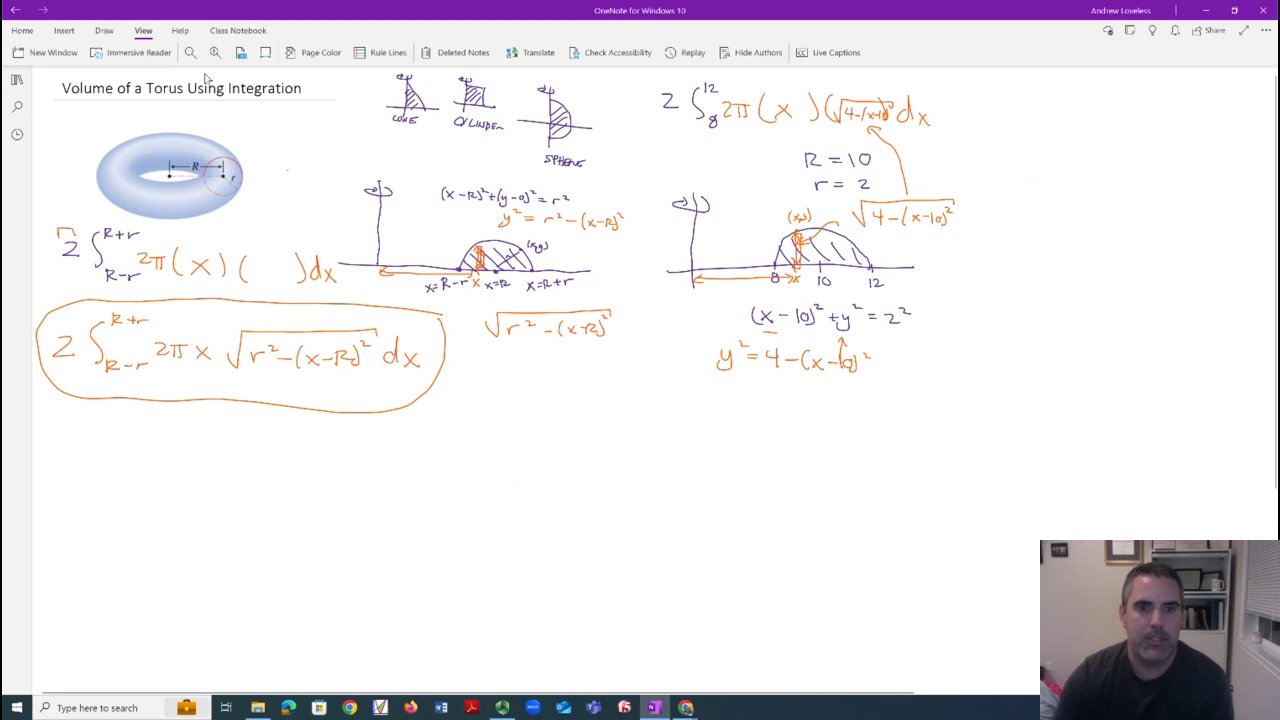 OneNote for Windows 10
Andrew Loveless
Home Insert Draw View Help Class Notebook
Share
New Window Immersive Reader Page Color Rule Lines Deleted Notes Translate Check Accessibility Replay Hide Authors Live Captions
Volume of a Torus Using Integration
R
r
CONE
CYLINDER
SPHERE
2 ∫ R-r R+r 2π(x)( )dx
2 ∫ R-r R+r 2πx √(r²-(x-R)²) dx
(x-R)²+(y-0)²=r²
y²=r²-(x-R)²
(x,y)
x=R-r x x=R x=R+r
√(r²-(x-R)²)
2 ∫ 8 12 2π(x)(√(4-(x-10)²))dx
R=10
r=2
√(4-(x-10)²)
(x,y)
8 x 10 12
(x-10)²+y²=2²
y²=4-(x-10)²
Type here to search